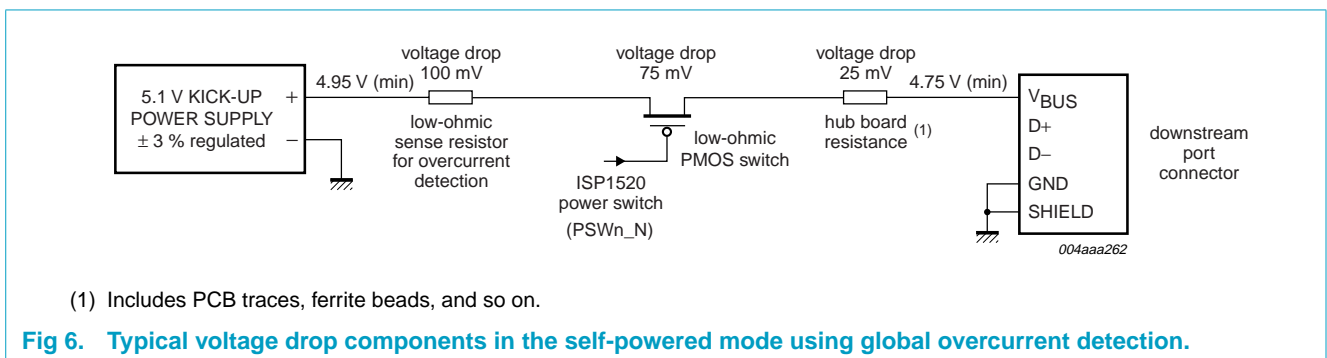 5.1 V KICK-UP
POWER SUPPLY
± 3 % regulated
+
−
4.95 V (min)
voltage drop
100 mV
low-ohmic
sense resistor
for overcurrent
detection
voltage drop
75 mV
low-ohmic
PMOS switch
ISP1520
power switch
(PSWn_N)
voltage drop
25 mV
hub board
resistance (1)
4.75 V (min)
VBUS
D+
D−
GND
SHIELD
downstream
port
connector
004aaa262
(1) Includes PCB traces, ferrite beads, and so on.
Fig 6. Typical voltage drop components in the self-powered mode using global overcurrent detection.